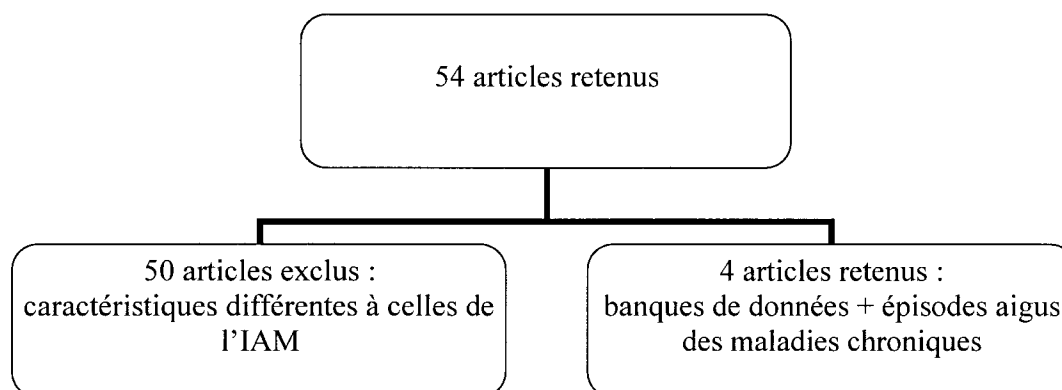 54 articles retenus
50 articles exclus :
caractéristiques différentes à celles de
l'IAM
4 articles retenus :
banques de données + épisodes aigus
des maladies chroniques